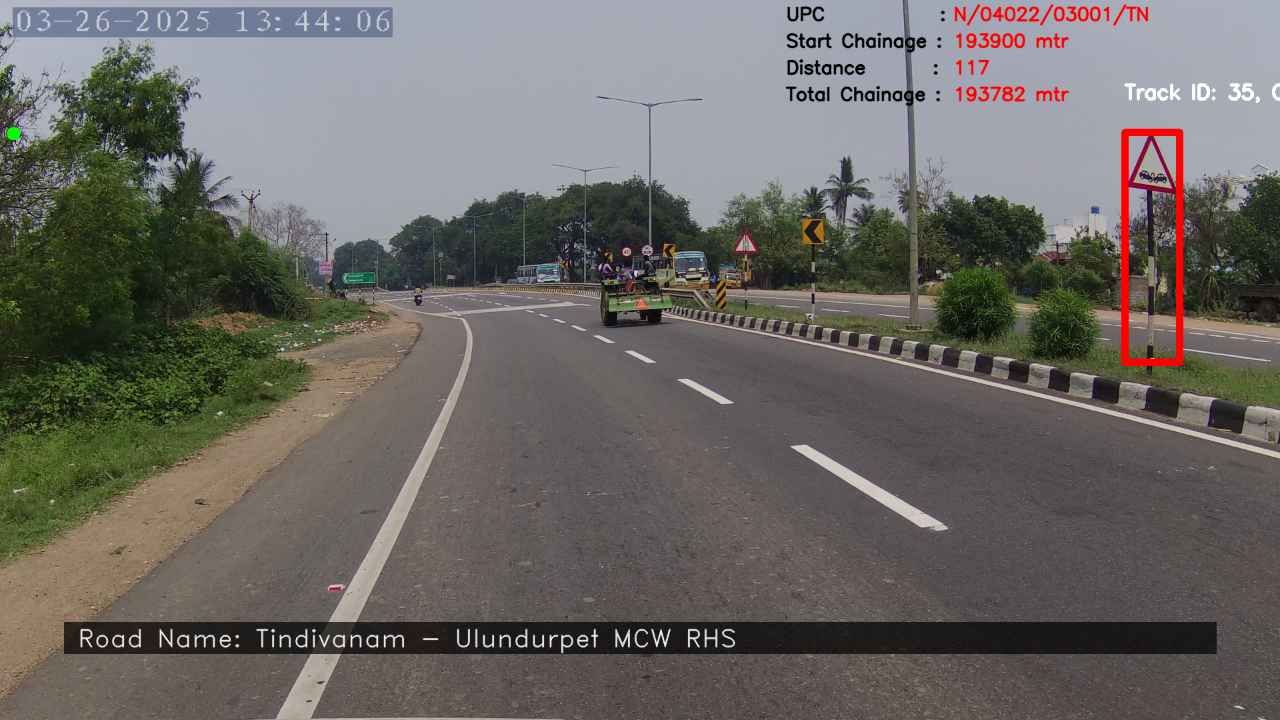 03-26-2025 13:44:06
UPC : N/04022/03001/TN
Start Chainage : 193900 mtr
Distance : 117
Total Chainage : 193782 mtr
Track ID: 35, C
Road Name: Tindivanam - Ulundurpet MCW RHS